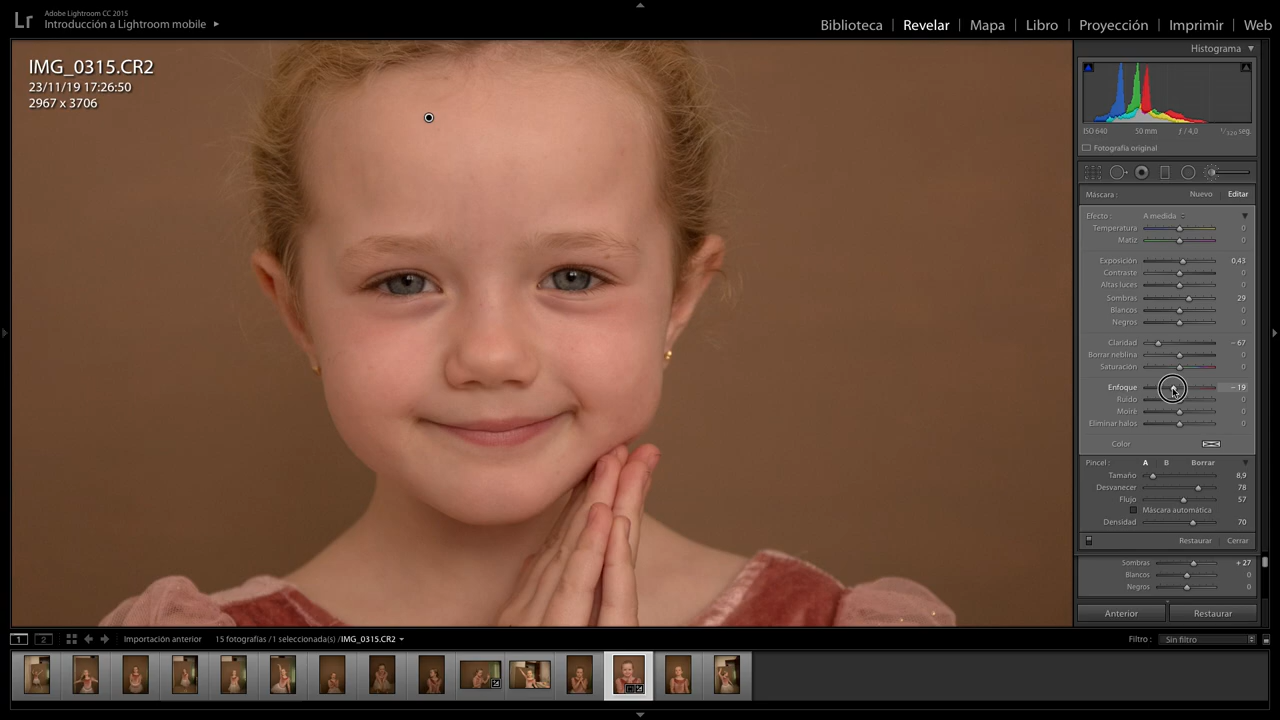 Lr
Adobe Lightroom CC 2015
Introducción a Lightroom mobile
Biblioteca | Revelar | Mapa | Libro | Proyección | Imprimir | Web
IMG_0315.CR2
23/11/19 17:26:50
2967 x 3706
Histograma
ISO 640 50 mm ƒ / 4,0 1/320 seg.
Fotografía original
Máscara : Nuevo Editar
Efecto : A medida
Temperatura 0
Matiz 0
Exposición 0,43
Contraste 0
Altas luces 0
Sombras 29
Blancos 0
Negros 0
Claridad – 67
Borrar neblina 0
Saturación 0
Enfoque – 19
Ruido 0
Moiré 0
Eliminar halos 0
Color
Pincel : A B Borrar
Tamaño 8,9
Desvanecer 78
Flujo 57
Máscara automática
Densidad 70
Restaurar Cerrar
Sombras + 27
Blancos 0
Negros 0
Anterior Restaurar
1 2 Importación anterior 15 fotografías / 1 seleccionada(s) / IMG_0315.CR2 Filtro : Sin filtro